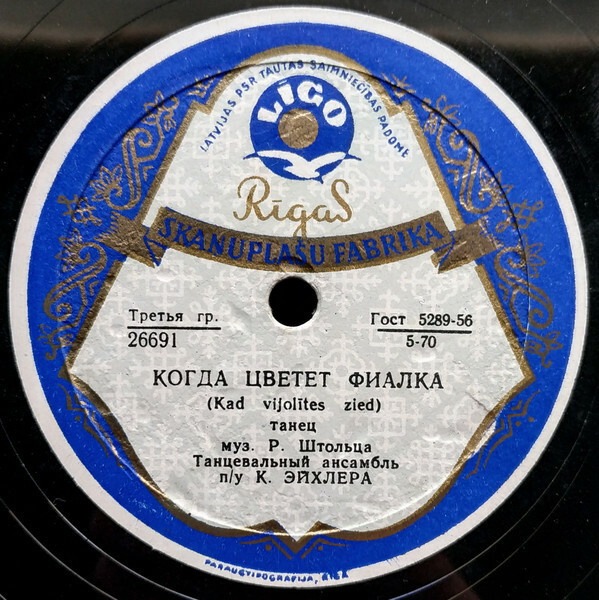 LATVIJAS PSR TAUTAS SAIMNIECĪBAS PADOME
LĪGO
Rīgas
SKAŅUPLAŠU FABRIKA
Третья гр.
26691
Гост 5289-56
5-70
КОГДА ЦВЕТЕТ ФИАЛКА
(Kad vijolītes zied)
танец
муз. Р. Штольца
Танцевальный ансамбль
п/у К. ЭЙХЛЕРА
PARAUGTIPOGRAFIJA, RĪGĀ